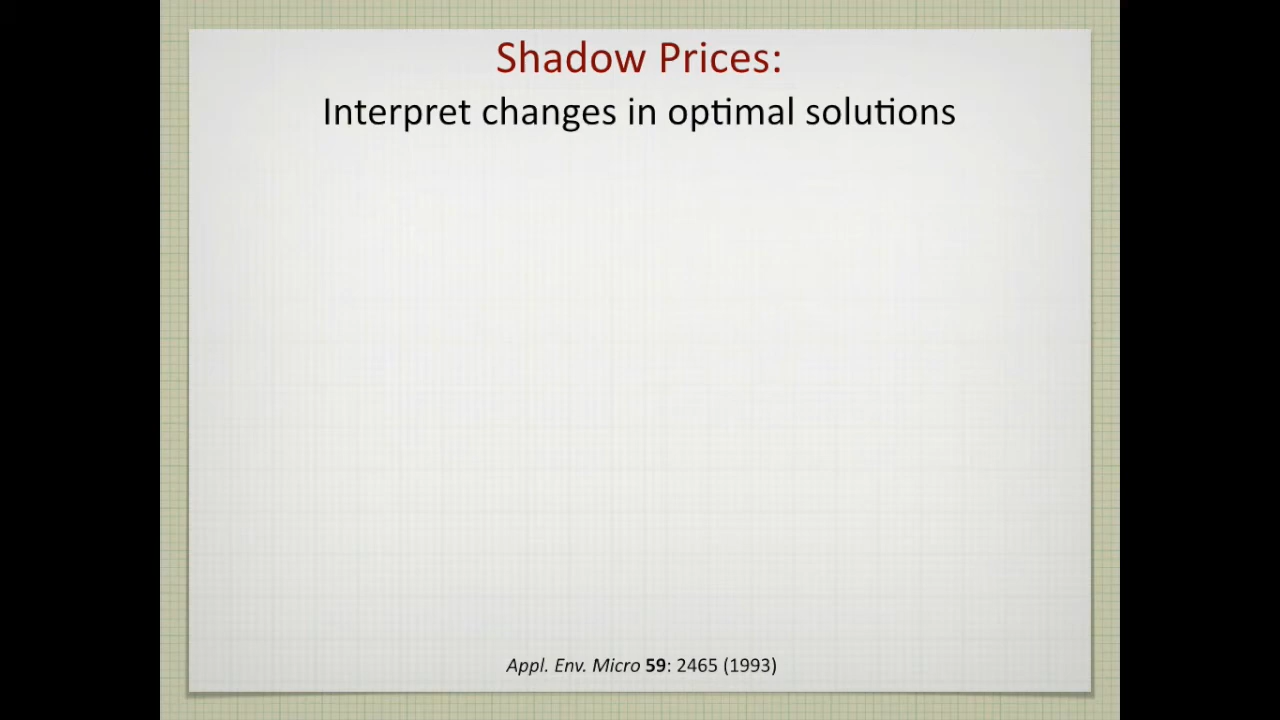 Shadow Prices:
Interpret changes in optimal solutions
Appl. Env. Micro 59: 2465 (1993)